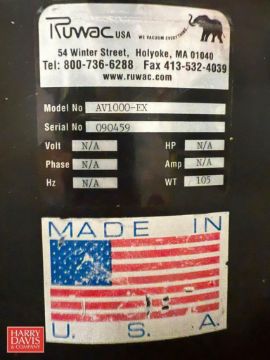 Ruwac USA WE VACUUM EVERYTHING
54 Winter Street, Holyoke, MA 01040
Tel: 800-736-6288 Fax 413-532-4039
www.ruwac.com
Model No AV1000-EX
Serial No 090459
Volt N/A HP N/A
Phase N/A Amp N/A
Hz N/A WT 105
MADE IN
U.S.A.
HARRY
DAVIS
& COMPANY